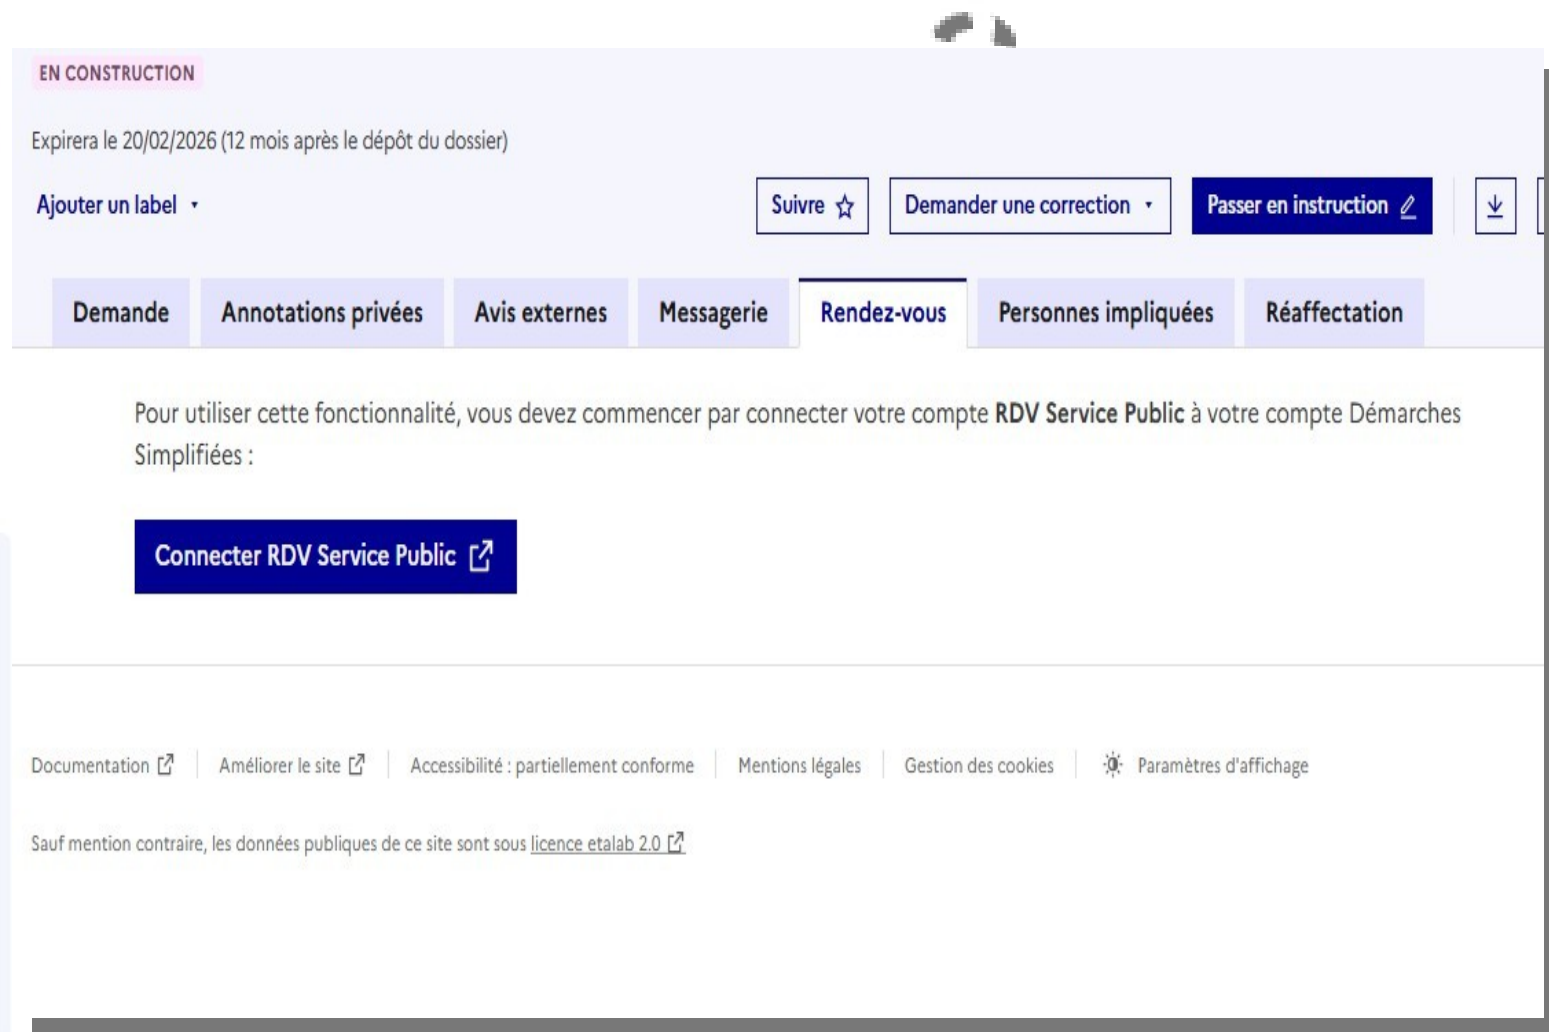 EN CONSTRUCTION
Expirera le 20/02/2026 (12 mois après le dépôt du dossier)
Ajouter un label
Suivre
Demander une correction
Passer en instruction
Demande
Annotations privées
Avis externes
Messagerie
Rendez-vous
Personnes impliquées
Réaffectation
Pour utiliser cette fonctionnalité, vous devez commencer par connecter votre compte RDV Service Public à votre compte Démarches
Simplifiées :
Connecter RDV Service Public
Documentation
Améliorer le site
Accessibilité : partiellement conforme
Mentions légales
Gestion des cookies
Paramètres d'affichage
Sauf mention contraire, les données publiques de ce site sont sous licence etalab 2.0